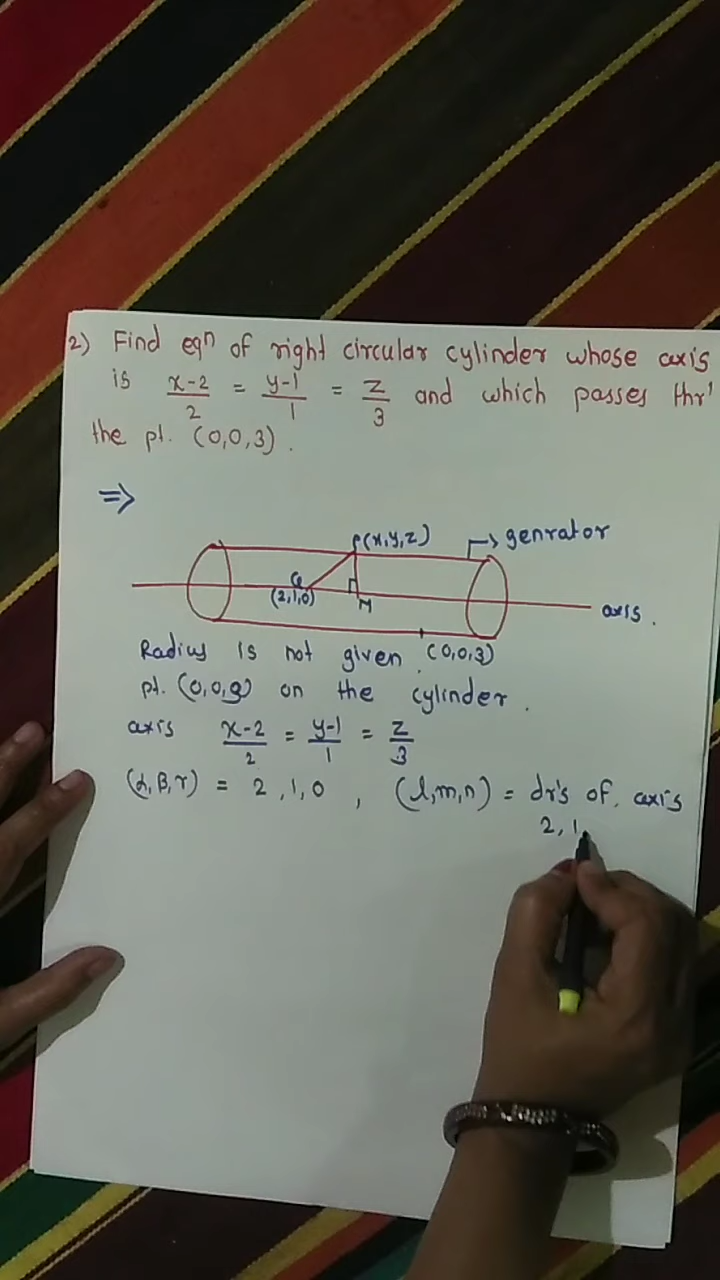 2) Find eqⁿ of right circular cylinder whose axis
is x-2/2 = y-1/1 = z/3 and which passes thr'
the pt. (0,0,3).
⇒
P(x,y,z) → genrator
Q
(2,1,0) M axis.
Radius is not given. (0,0,3)
pt. (0,0,3) on the cylinder.
axis x-2/2 = y-1/1 = z/3
(α,β,γ) = 2,1,0 , (l,m,n) = dr's of. axis
2,1